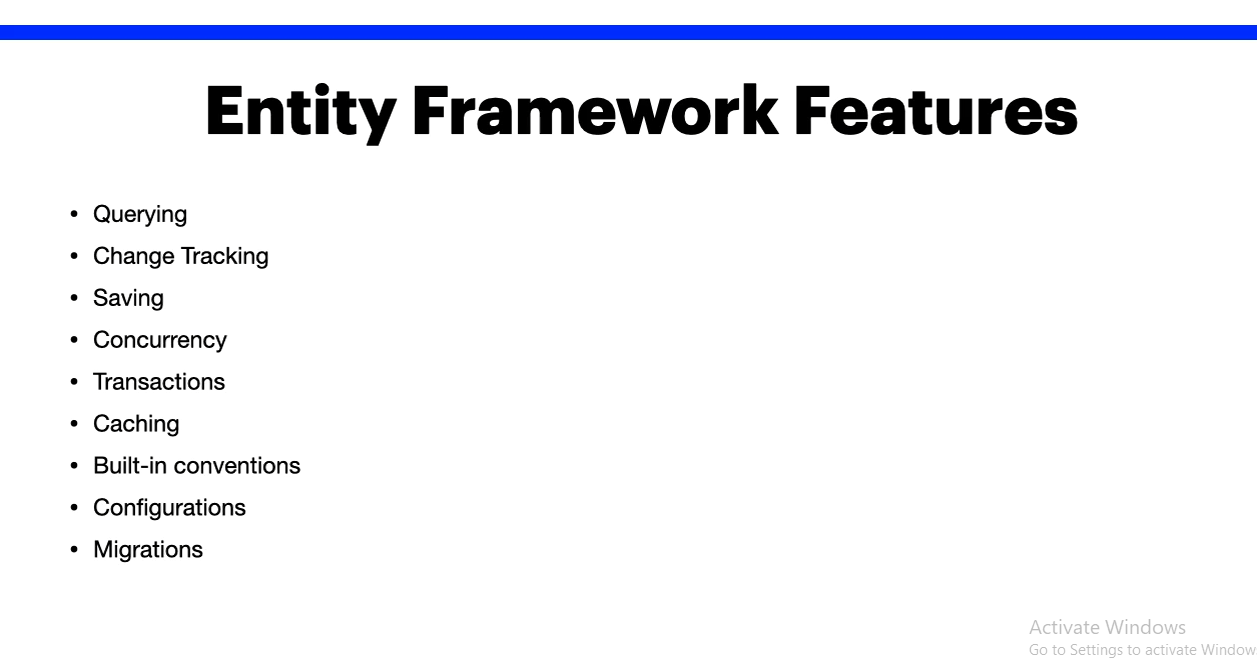 Entity Framework Features
• Querying
• Change Tracking
• Saving
• Concurrency
• Transactions
• Caching
• Built-in conventions
• Configurations
• Migrations
Activate Windows
Go to Settings to activate Window